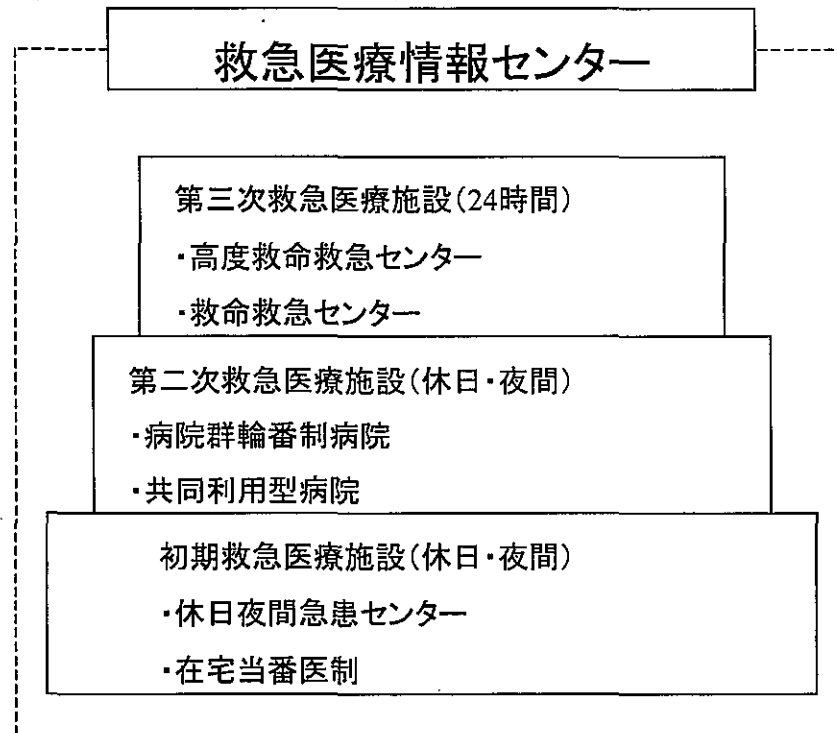 救急医療情報センター
第三次救急医療施設(24時間)
・高度救命救急センター
・救命救急センター
第二次救急医療施設(休日・夜間)
・病院群輪番制病院
・共同利用型病院
初期救急医療施設(休日・夜間)
・休日夜間急患センター
・在宅当番医制